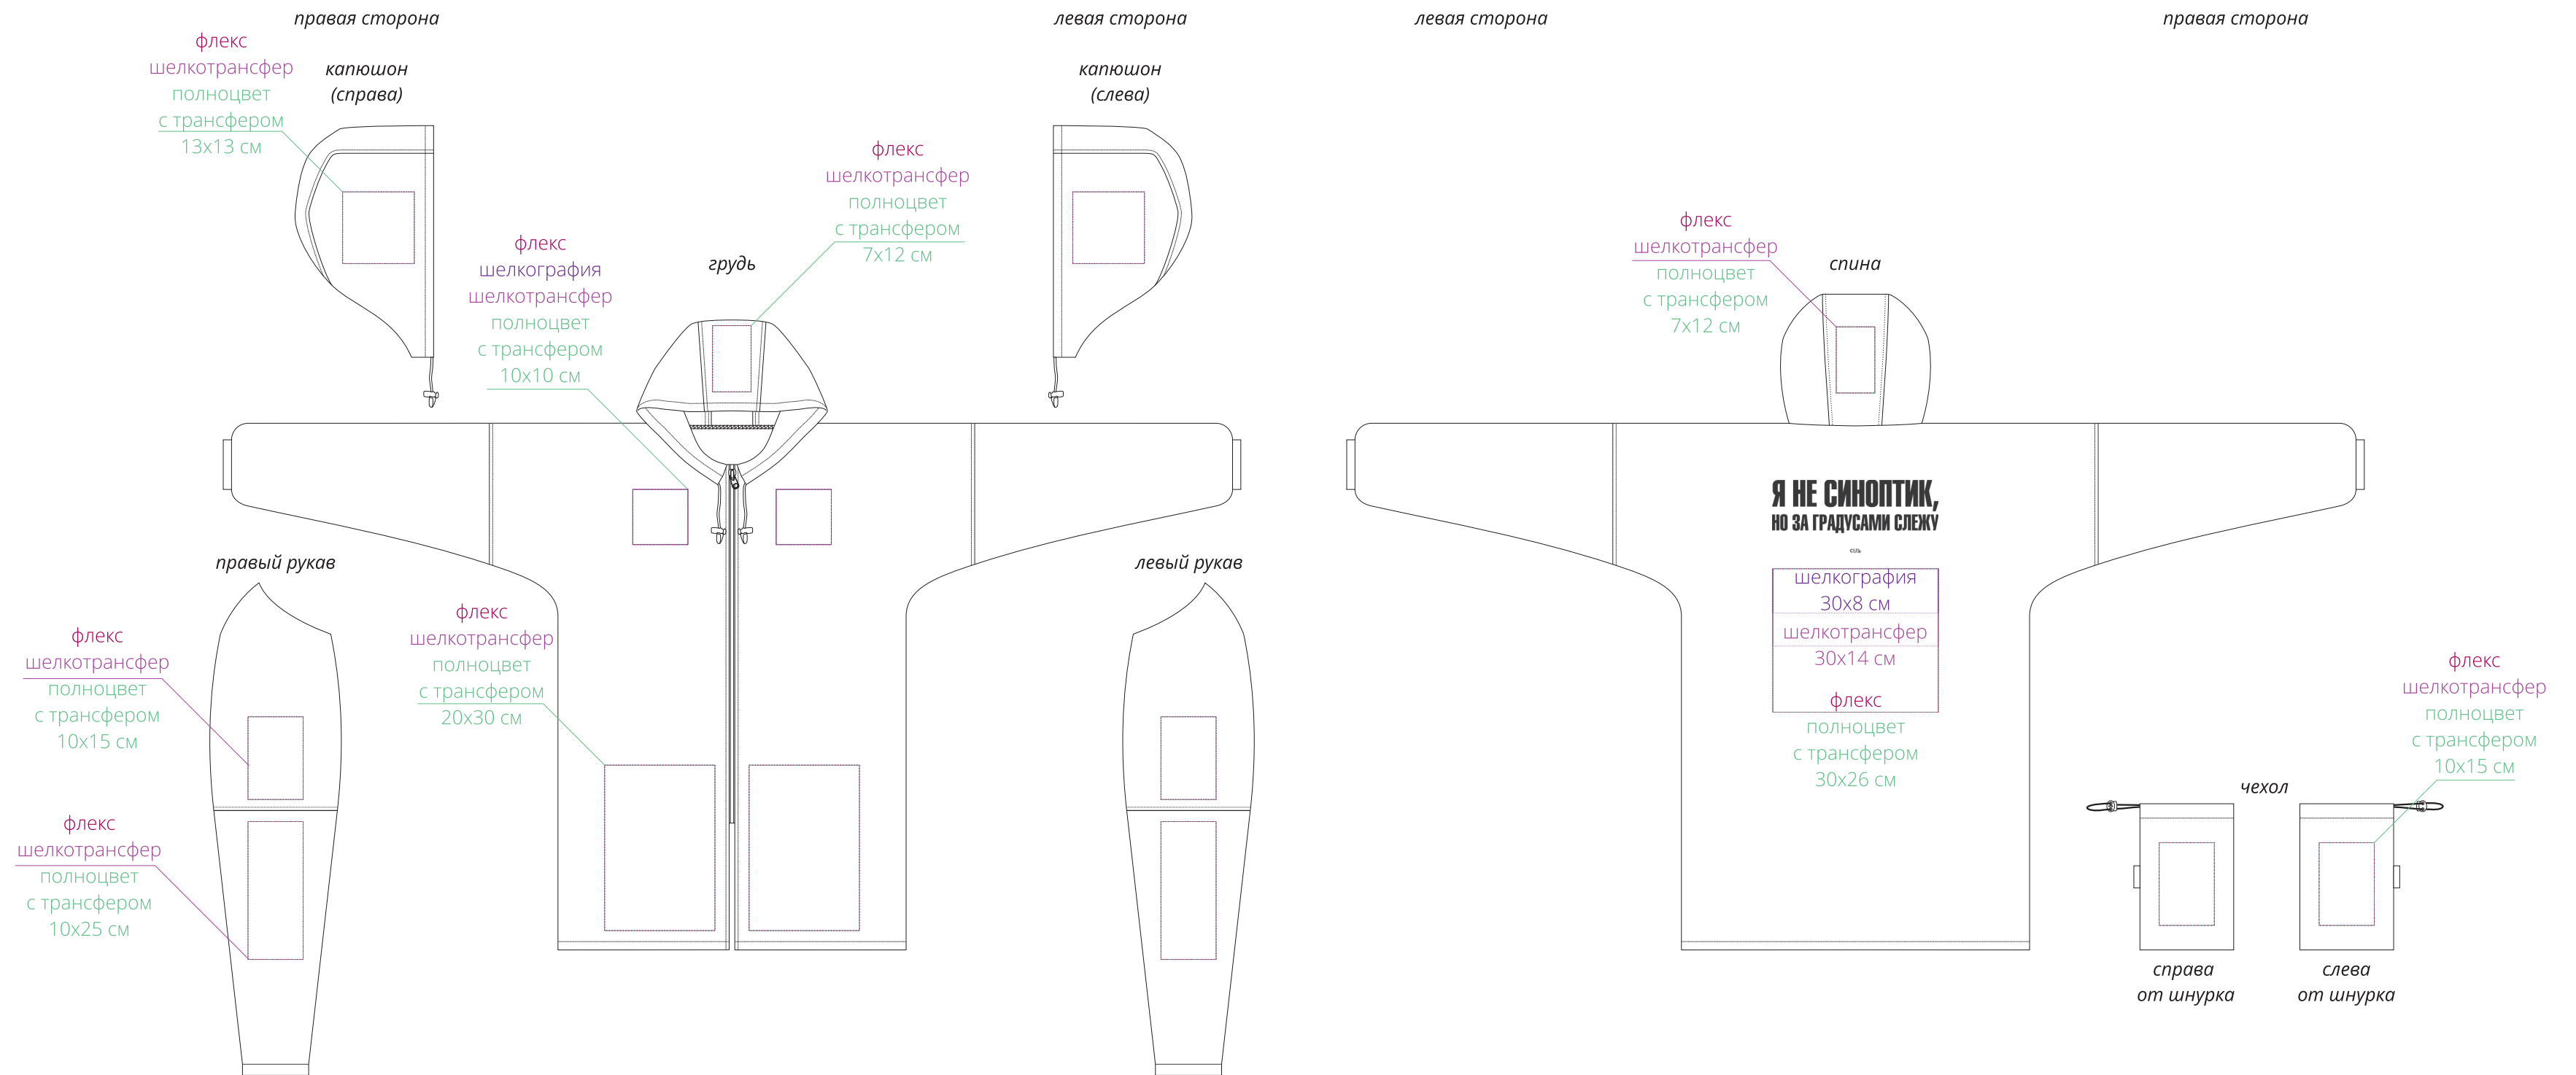 правая сторона
левая сторона
левая сторона
правая сторона
флекс
шелкотрансфер
полноцвет
с трансфером
13х13 см
капюшон
(справа)
капюшон
(слева)
флекс
шелкотрансфер
полноцвет
с трансфером
7х12 см
флекс
шелкография
шелкотрансфер
полноцвет
с трансфером
10х10 см
грудь
флекс
шелкотрансфер
полноцвет
с трансфером
7х12 см
спина
Я НЕ СИНОПТИК,
НО ЗА ГРАДУСАМИ СЛЕЖУ
правый рукав
левый рукав
флекс
шелкотрансфер
полноцвет
с трансфером
10х15 см
флекс
шелкотрансфер
полноцвет
с трансфером
20х30 см
флекс
шелкотрансфер
полноцвет
с трансфером
10х25 см
шелкография
30х8 см
шелкотрансфер
30х14 см
флекс
полноцвет
с трансфером
30х26 см
флекс
шелкотрансфер
полноцвет
с трансфером
10х15 см
чехол
справа
от шнурка
слева
от шнурка